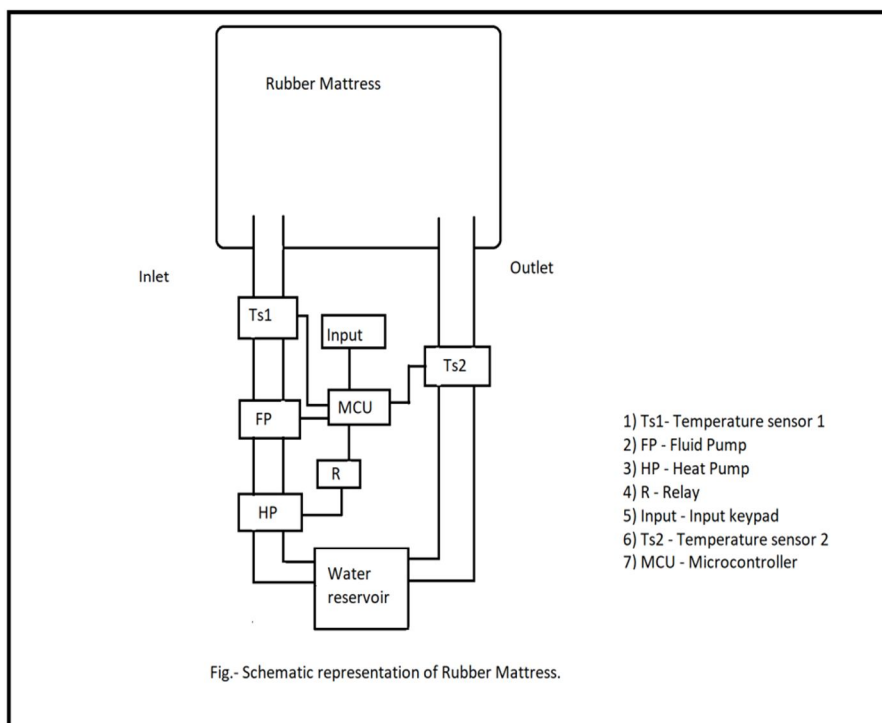 Rubber Mattress
Inlet
Outlet
Ts1
Input
Ts2
MCU
FP
R
HP
Water
reservoir
1) Ts1- Temperature sensor 1
2) FP - Fluid Pump
3) HP - Heat Pump
4) R - Relay
5) Input - Input keypad
6) Ts2 - Temperature sensor 2
7) MCU - Microcontroller
Fig.- Schematic representation of Rubber Mattress.